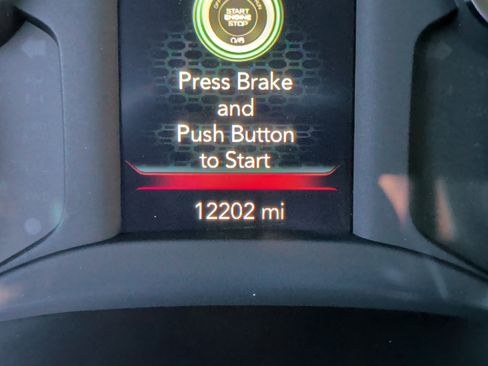 START
ENGINE
STOP
Press Brake
and
Push Button
to Start
12202 mi